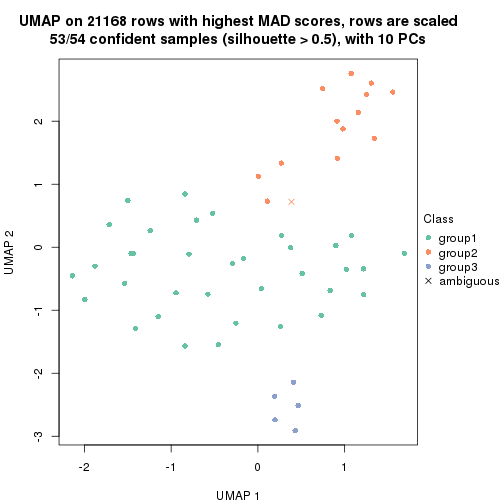 UMAP on 21168 rows with highest MAD scores, rows are scaled
53/54 confident samples (silhouette > 0.5), with 10 PCs
2
1
0
-1
-2
-3
UMAP 2
-2
-1
0
1
UMAP 1
Class
group1
group2
group3
ambiguous